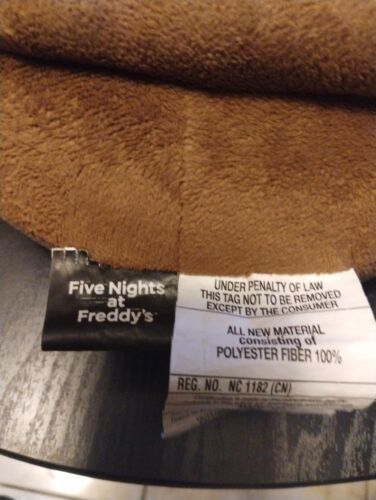 Five Nights
at
Freddy's™
UNDER PENALTY OF LAW
THIS TAG NOT TO BE REMOVED
EXCEPT BY THE CONSUMER
ALL NEW MATERIAL
consisting of
POLYESTER FIBER 100%
REG. NO. NC 1182 (CN)